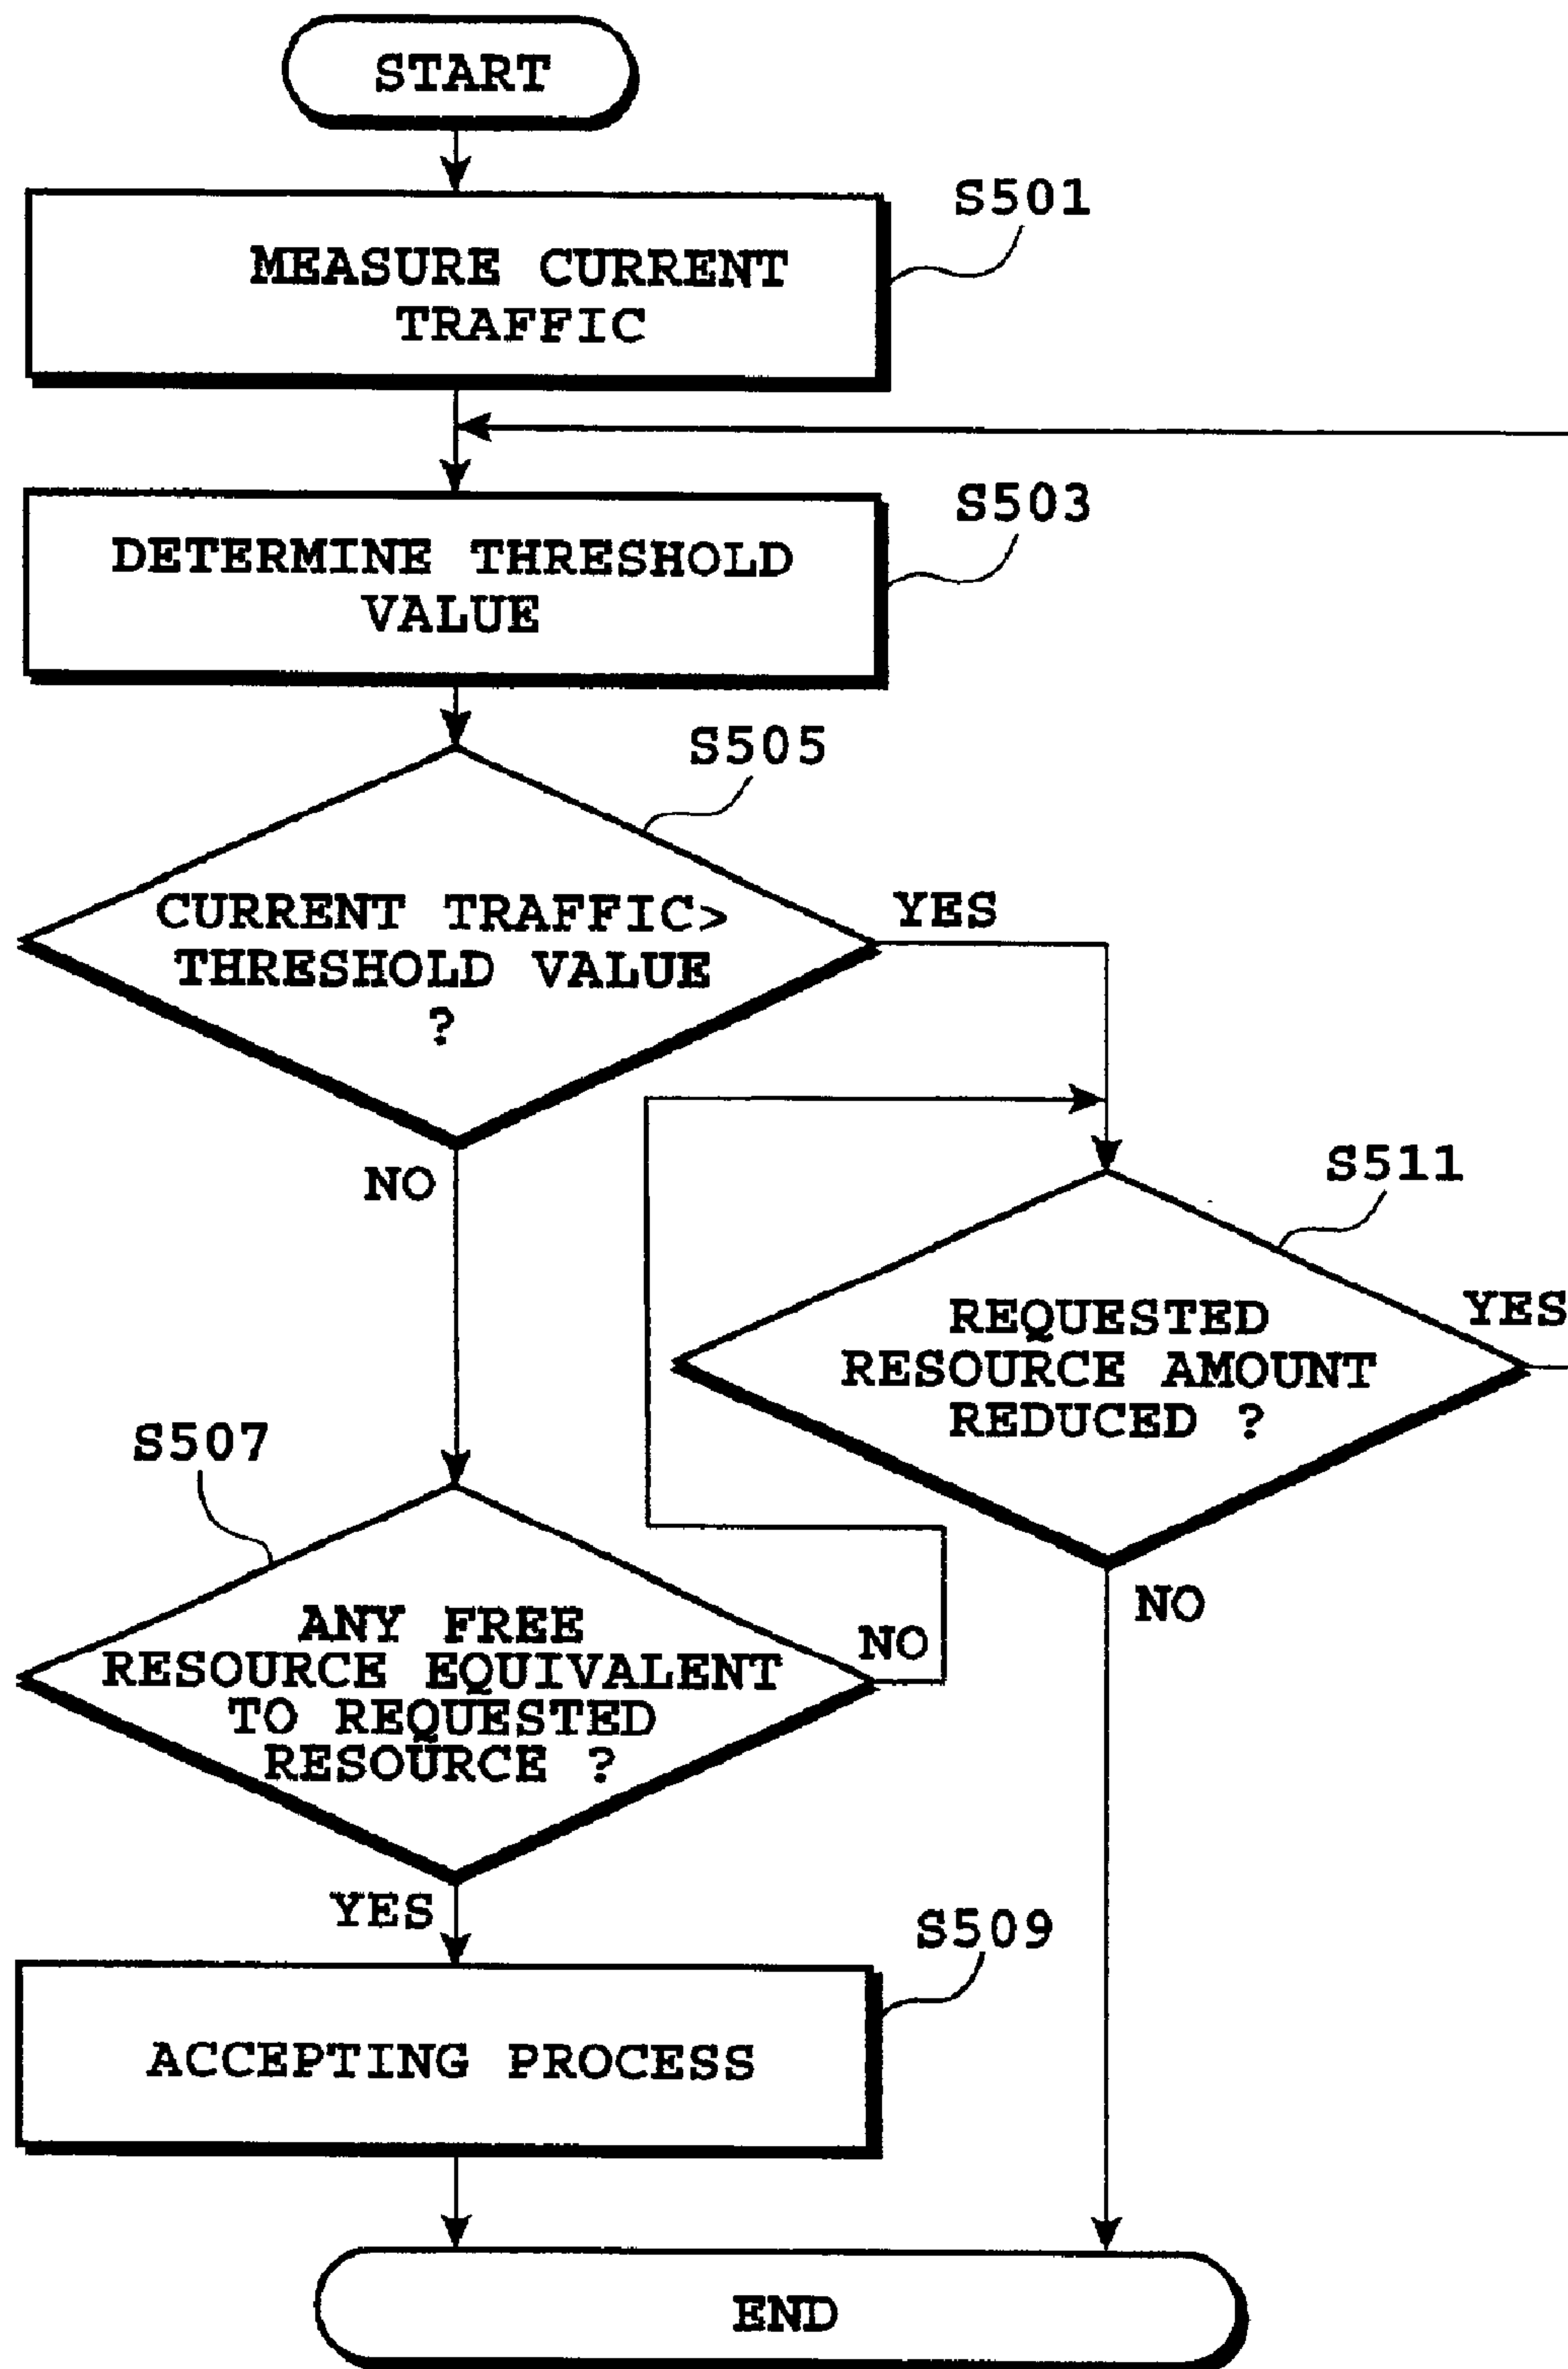 START
S501
MEASURE CURRENT
TRAFFIC
S503
DETERMINE THRESHOLD
VALUE
S505
CURRENT TRAFFIC>
THRESHOLD VALUE
?
YES
NO
S511
REQUESTED
RESOURCE AMOUNT
REDUCED ?
YES
NO
S507
ANY FREE
RESOURCE EQUIVALENT
TO REQUESTED
RESOURCE ?
NO
YES
S509
ACCEPTING PROCESS
END